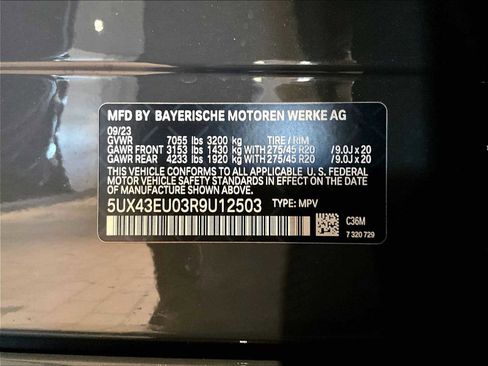 MFD BY BAYERISCHE MOTOREN WERKE AG
09/23
GVWR 7055 lbs 3200 kg TIRE / RIM
GAWR FRONT 3153 lbs 1430 kg WITH 275/45 R20 / 9.0J x 20
GAWR REAR 4233 lbs 1920 kg WITH 275/45 R20 / 9.0J x 20
THIS VEHICLE CONFORMS TO ALL APPLICABLE U. S. FEDERAL
MOTOR VEHICLE SAFETY STANDARDS IN EFFECT ON THE
DATE OF MANUFACTURE SHOWN ABOVE.
5UX43EU03R9U12503 TYPE: MPV
C36M
7 320 729